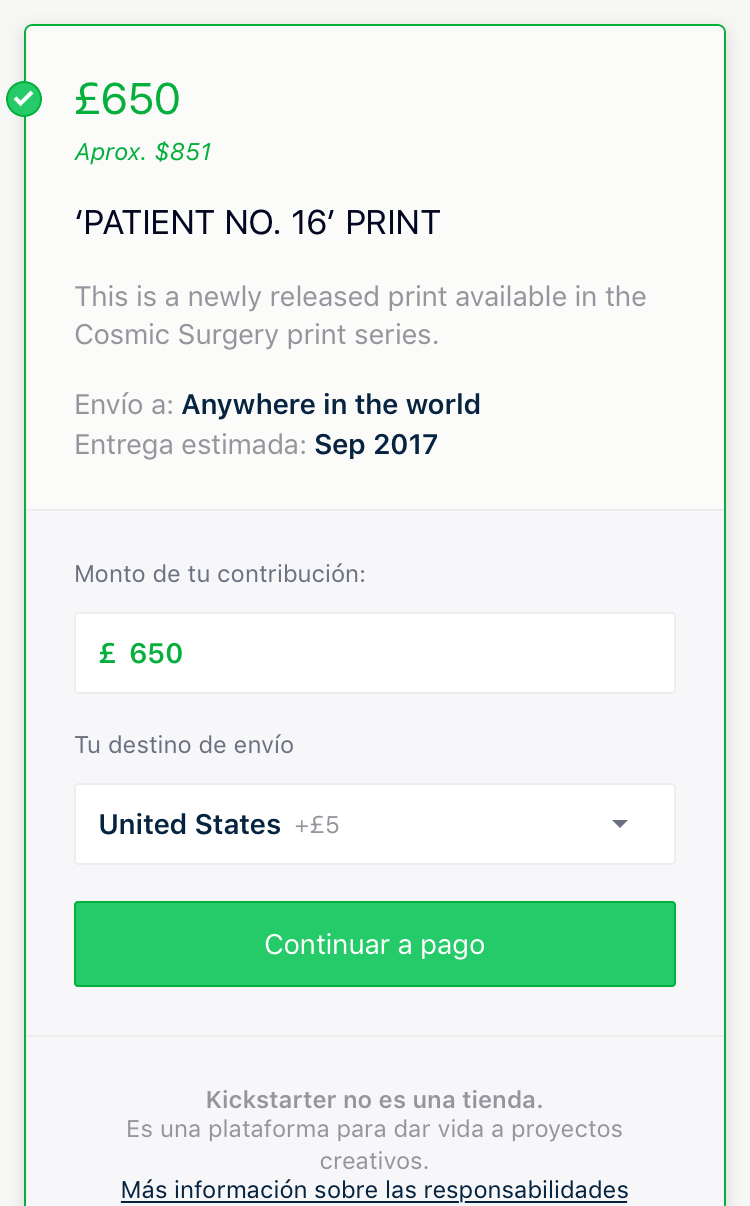 £650
Aprox. $851
‘PATIENT NO. 16’ PRINT
This is a newly released print available in the
Cosmic Surgery print series.
Envío a: Anywhere in the world
Entrega estimada: Sep 2017
Monto de tu contribución:
£ 650
Tu destino de envío
United States +£5
Continuar a pago
Kickstarter no es una tienda.
Es una plataforma para dar vida a proyectos
creativos.
Más información sobre las responsabilidades